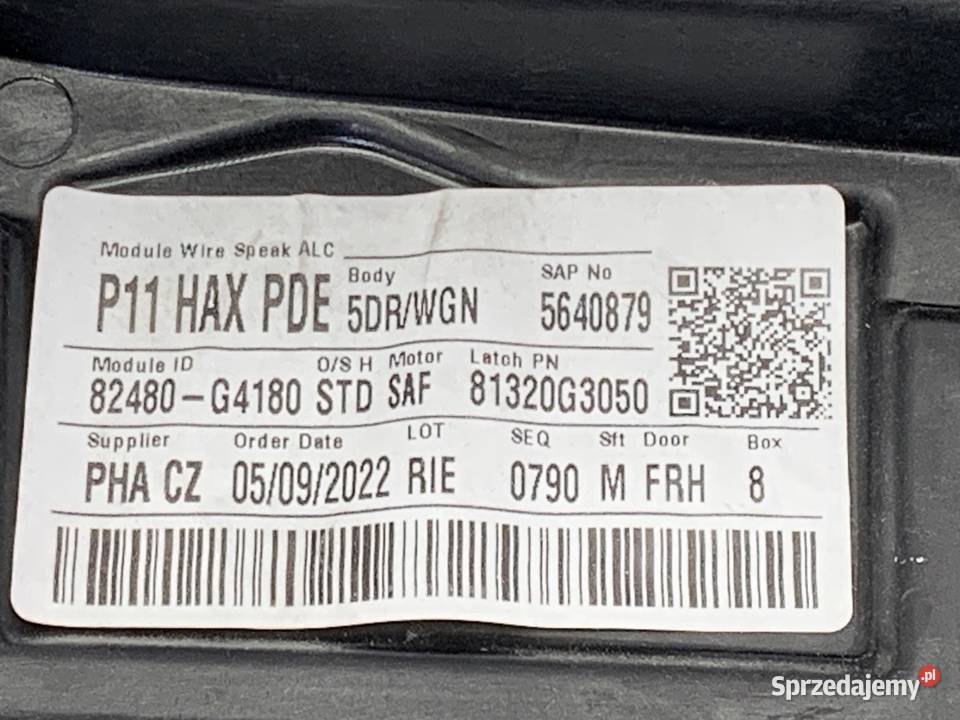 Module Wire Speak ALC
Body SAP No
P11 HAX PDE 5DR/WGN 5640879
Module ID O/S H Motor Latch PN
82480-G4180 STD SAF 81320G3050
Supplier Order Date LOT SEQ Sft Door Box
PHA CZ 05/09/2022 RIE 0790 M FRH 8
Sprzedajemy.pl